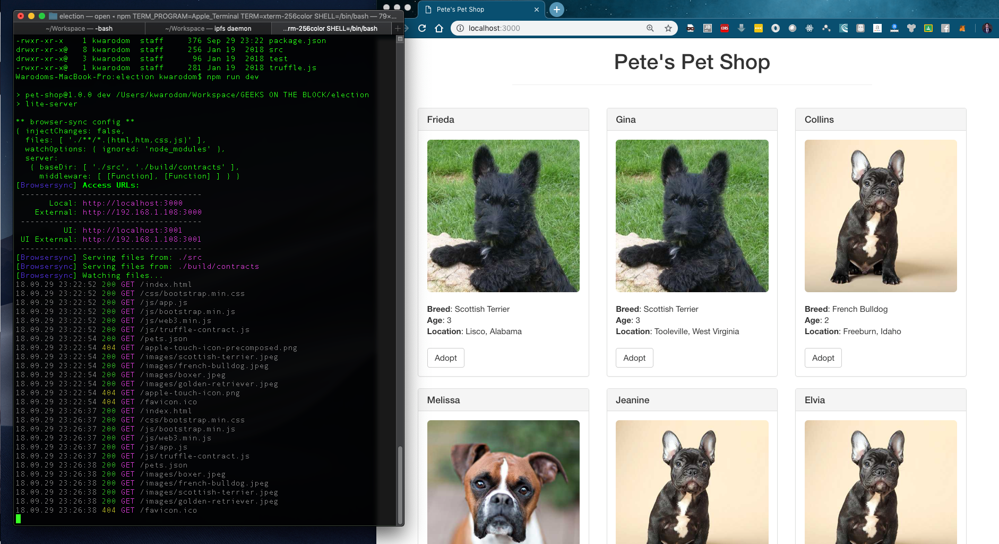 election — open ◂ npm TERM_PROGRAM=Apple_Terminal TERM=xterm-256color SHELL=/bin/bash — 79×...
~/Workspace — -bash
~/Workspace — ipfs daemon
...rm-256color SHELL=/bin/bash
-rwxr-xr-x    1 kwarodom  staff     376 Sep 29 23:22 package.json
drwxr-xr-x@   8 kwarodom  staff     256 Jan 19  2018 src
drwxr-xr-x@   3 kwarodom  staff      96 Jan 19  2018 test
-rwxr-xr-x@   1 kwarodom  staff     281 Jan 19  2018 truffle.js
Warodoms-MacBook-Pro:election kwarodom$ npm run dev
> pet-shop@1.0.0 dev /Users/kwarodom/Workspace/GEEKS ON THE BLOCK/election
> lite-server
** browser-sync config **
{ injectChanges: false,
  files: [ './**/*.{html,htm,css,js}' ],
  watchOptions: { ignored: 'node_modules' },
  server:
   { baseDir: [ './src', './build/contracts' ],
     middleware: [ [Function], [Function] ] } }
[Browsersync] Access URLs:
 --------------------------------------
       Local: http://localhost:3000
    External: http://192.168.1.108:3000
 --------------------------------------
          UI: http://localhost:3001
 UI External: http://192.168.1.108:3001
 --------------------------------------
[Browsersync] Serving files from: ./src
[Browsersync] Serving files from: ./build/contracts
[Browsersync] Watching files...
18.09.29 23:22:52 200 GET /index.html
18.09.29 23:22:52 200 GET /css/bootstrap.min.css
18.09.29 23:22:52 200 GET /js/app.js
18.09.29 23:22:52 200 GET /js/bootstrap.min.js
18.09.29 23:22:52 200 GET /js/web3.min.js
18.09.29 23:22:52 200 GET /js/truffle-contract.js
18.09.29 23:22:54 200 GET /pets.json
18.09.29 23:22:54 404 GET /apple-touch-icon-precomposed.png
18.09.29 23:22:54 200 GET /images/scottish-terrier.jpeg
18.09.29 23:22:54 200 GET /images/french-bulldog.jpeg
18.09.29 23:22:54 200 GET /images/boxer.jpeg
18.09.29 23:22:54 200 GET /images/golden-retriever.jpeg
18.09.29 23:22:54 404 GET /apple-touch-icon.png
18.09.29 23:22:54 404 GET /favicon.ico
18.09.29 23:26:37 200 GET /index.html
18.09.29 23:26:37 200 GET /css/bootstrap.min.css
18.09.29 23:26:37 200 GET /js/bootstrap.min.js
18.09.29 23:26:37 200 GET /js/web3.min.js
18.09.29 23:26:37 200 GET /js/app.js
18.09.29 23:26:37 200 GET /js/truffle-contract.js
18.09.29 23:26:38 200 GET /pets.json
18.09.29 23:26:38 200 GET /images/boxer.jpeg
18.09.29 23:26:38 200 GET /images/french-bulldog.jpeg
18.09.29 23:26:38 200 GET /images/scottish-terrier.jpeg
18.09.29 23:26:38 200 GET /images/golden-retriever.jpeg
18.09.29 23:26:38 404 GET /favicon.ico
Pete's Pet Shop
localhost:3000
JB
CORS
Pete's Pet Shop
Frieda
Breed: Scottish Terrier
Age: 3
Location: Lisco, Alabama
Adopt
Gina
Breed: Scottish Terrier
Age: 3
Location: Tooleville, West Virginia
Adopt
Collins
Breed: French Bulldog
Age: 2
Location: Freeburn, Idaho
Adopt
Melissa
Jeanine
Elvia